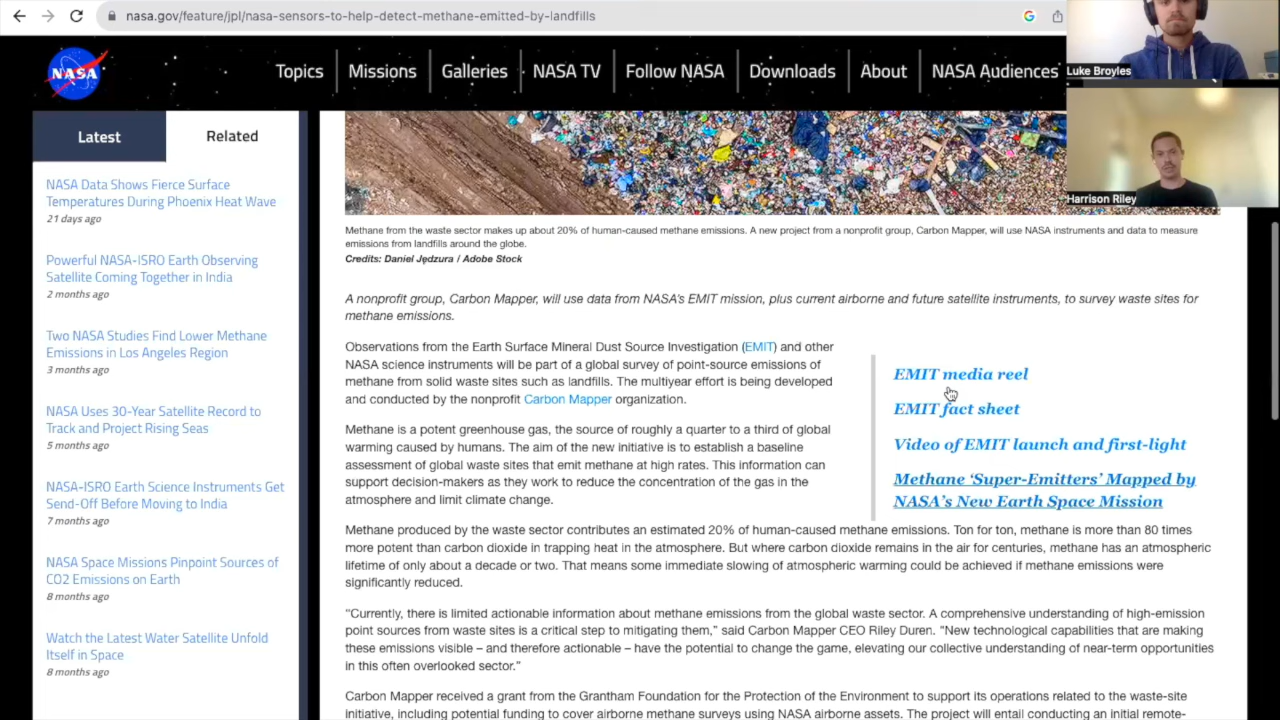 nasa.gov/feature/jpl/nasa-sensors-to-help-detect-methane-emitted-by-landfills
NASA
Topics
Missions
Galleries
NASA TV
Follow NASA
Downloads
About
NASA Audiences
Luke Broyles
Harrison Riley
Latest
Related
NASA Data Shows Fierce Surface
Temperatures During Phoenix Heat Wave
21 days ago
Powerful NASA-ISRO Earth Observing
Satellite Coming Together in India
2 months ago
Two NASA Studies Find Lower Methane
Emissions in Los Angeles Region
3 months ago
NASA Uses 30-Year Satellite Record to
Track and Project Rising Seas
5 months ago
NASA-ISRO Earth Science Instruments Get
Send-Off Before Moving to India
7 months ago
NASA Space Missions Pinpoint Sources of
CO2 Emissions on Earth
8 months ago
Watch the Latest Water Satellite Unfold
Itself in Space
8 months ago
Methane from the waste sector makes up about 20% of human-caused methane emissions. A new project from a nonprofit group, Carbon Mapper, will use NASA instruments and data to measure
emissions from landfills around the globe.
Credits: Daniel Jędzura / Adobe Stock
A nonprofit group, Carbon Mapper, will use data from NASA's EMIT mission, plus current airborne and future satellite instruments, to survey waste sites for
methane emissions.
Observations from the Earth Surface Mineral Dust Source Investigation (EMIT) and other
NASA science instruments will be part of a global survey of point-source emissions of
methane from solid waste sites such as landfills. The multiyear effort is being developed
and conducted by the nonprofit Carbon Mapper organization.
Methane is a potent greenhouse gas, the source of roughly a quarter to a third of global
warming caused by humans. The aim of the new initiative is to establish a baseline
assessment of global waste sites that emit methane at high rates. This information can
support decision-makers as they work to reduce the concentration of the gas in the
atmosphere and limit climate change.
EMIT media reel
EMIT fact sheet
Video of EMIT launch and first-light
Methane ‘Super-Emitters’ Mapped by
NASA’s New Earth Space Mission
Methane produced by the waste sector contributes an estimated 20% of human-caused methane emissions. Ton for ton, methane is more than 80 times
more potent than carbon dioxide in trapping heat in the atmosphere. But where carbon dioxide remains in the air for centuries, methane has an atmospheric
lifetime of only about a decade or two. That means some immediate slowing of atmospheric warming could be achieved if methane emissions were
significantly reduced.
“Currently, there is limited actionable information about methane emissions from the global waste sector. A comprehensive understanding of high-emission
point sources from waste sites is a critical step to mitigating them,” said Carbon Mapper CEO Riley Duren. “New technological capabilities that are making
these emissions visible – and therefore actionable – have the potential to change the game, elevating our collective understanding of near-term opportunities
in this often overlooked sector.”
Carbon Mapper received a grant from the Grantham Foundation for the Protection of the Environment to support its operations related to the waste-site
initiative, including potential funding to cover airborne methane surveys using NASA airborne assets. The project will entail conducting an initial remote-